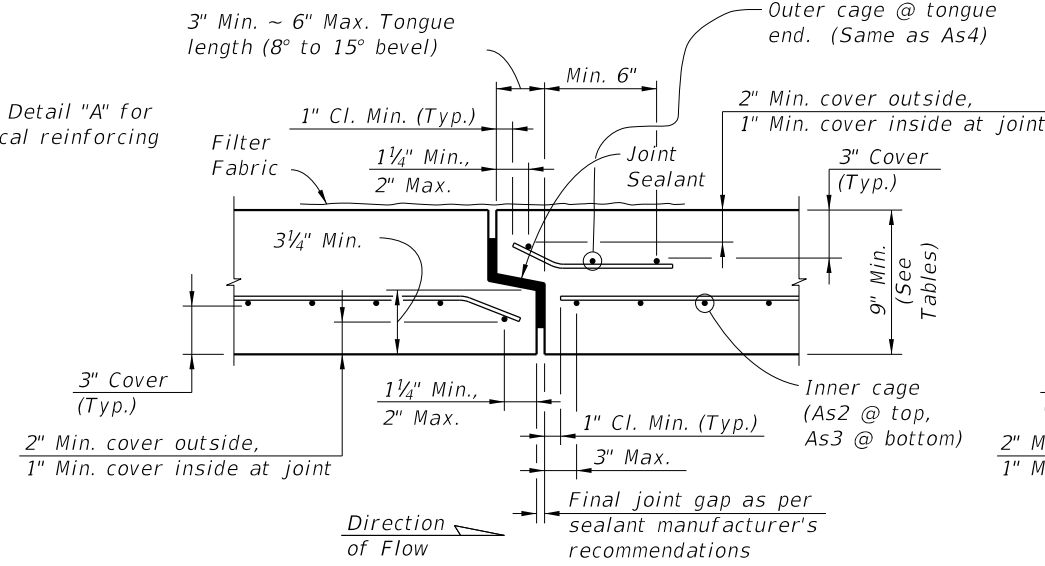 3" Min. ~ 6" Max. Tongue
length (8° to 15° bevel)
Outer cage @ tongue
end. (Same as As4)
Min. 6"
Detail "A" for
cal reinforcing
1" Cl. Min. (Typ.)
2" Min. cover outside,
1" Min. cover inside at joint
Filter
Fabric
1¼" Min.,
2" Max.
Joint
Sealant
3" Cover
(Typ.)
3¼" Min.
9" Min.
(See
Tables)
3" Cover
(Typ.)
1¼" Min.,
2" Max.
Inner cage
(As2 @ top,
As3 @ bottom)
1" Cl. Min. (Typ.)
2" Min. cover outside,
1" Min. cover inside at joint
3" Max.
2" M
1" M
Final joint gap as per
sealant manufacturer's
recommendations
Direction
of Flow